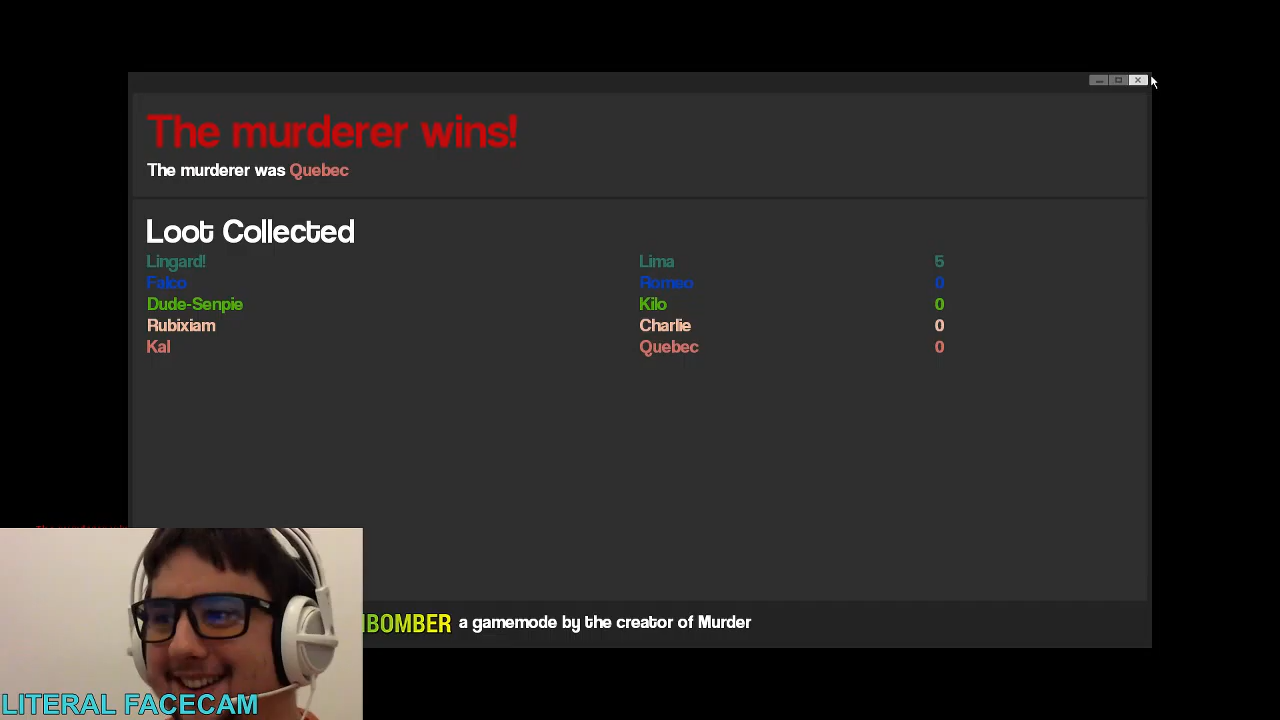 The murderer wins!
The murderer was Quebec
Loot Collected
Lingard! Lima 5
Falco Romeo 0
Dude-Senpie Kilo 0
Rubixiam Charlie 0
Kal Quebec 0
BOMBER a gamemode by the creator of Murder
LITERAL FACECAM